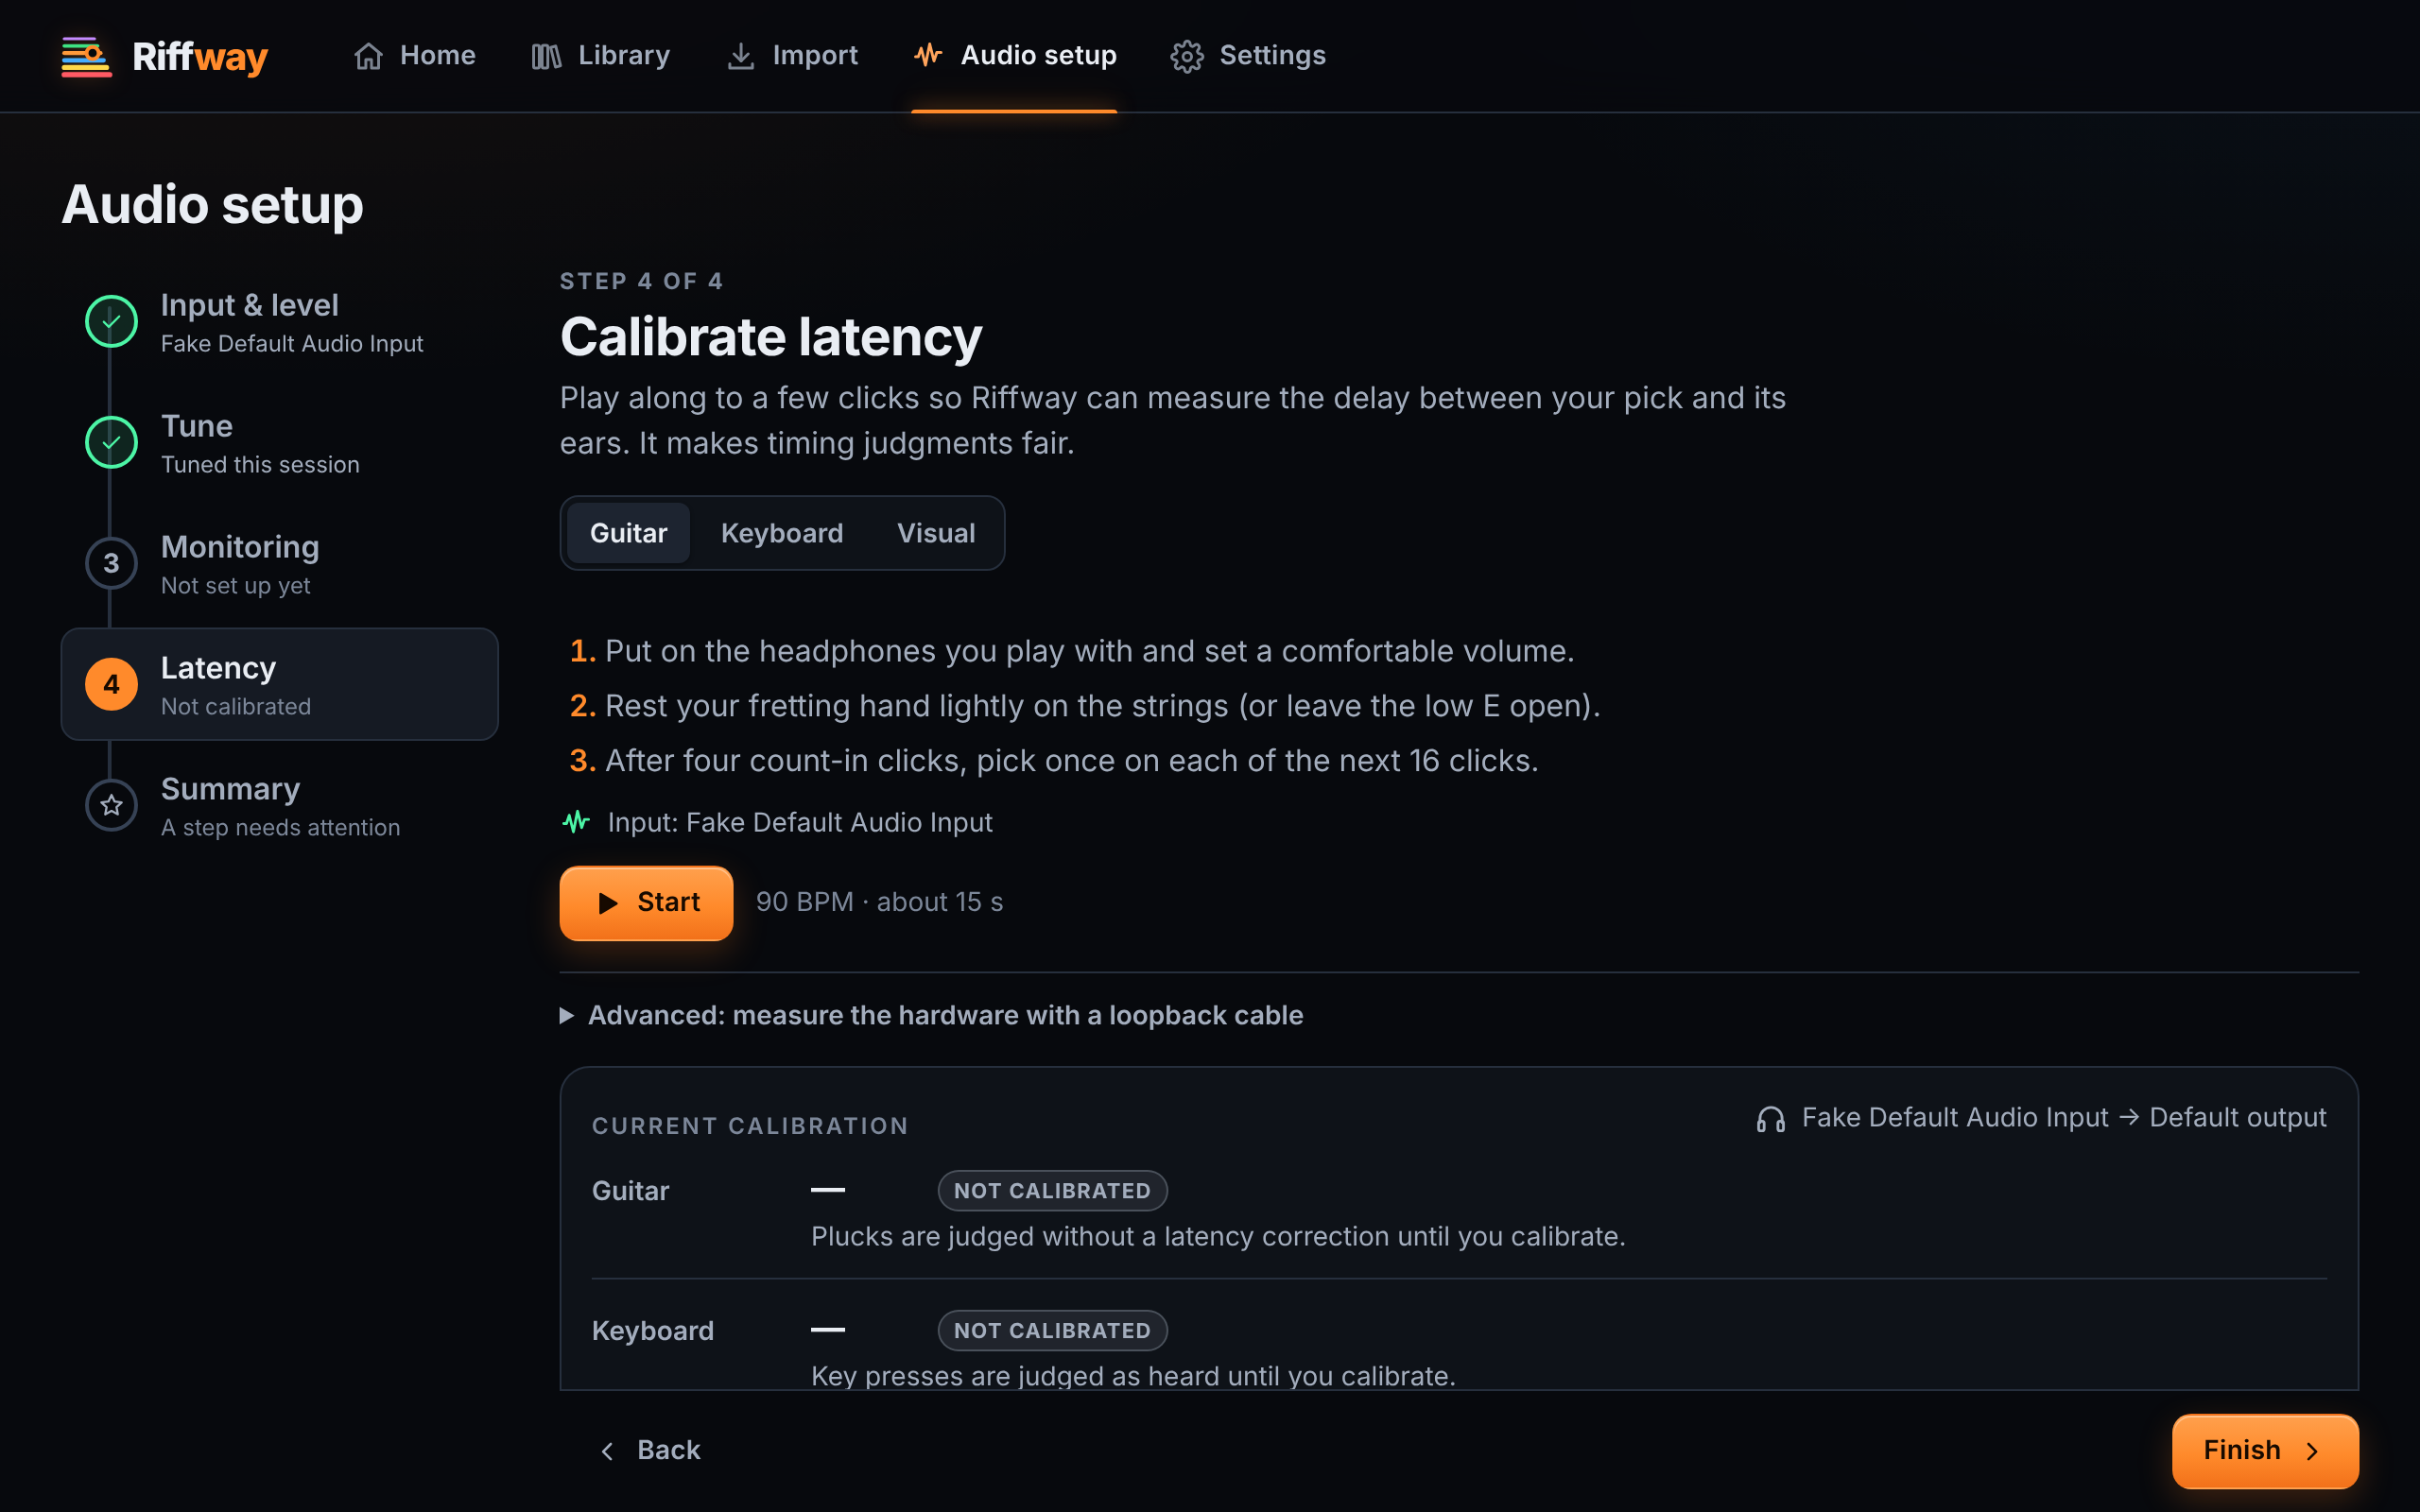 Riffway
Home
Library
Import
Audio setup
Settings
Audio setup
Input & level
Fake Default Audio Input
Tune
Tuned this session
3
Monitoring
Not set up yet
4
Latency
Not calibrated
Summary
A step needs attention
STEP 4 OF 4
Calibrate latency
Play along to a few clicks so Riffway can measure the delay between your pick and its
ears. It makes timing judgments fair.
Guitar
Keyboard
Visual
1. Put on the headphones you play with and set a comfortable volume.
2. Rest your fretting hand lightly on the strings (or leave the low E open).
3. After four count-in clicks, pick once on each of the next 16 clicks.
Input: Fake Default Audio Input
Start
90 BPM · about 15 s
Advanced: measure the hardware with a loopback cable
CURRENT CALIBRATION
Fake Default Audio Input → Default output
Guitar — NOT CALIBRATED
Plucks are judged without a latency correction until you calibrate.
Keyboard — NOT CALIBRATED
Key presses are judged as heard until you calibrate.
Back
Finish